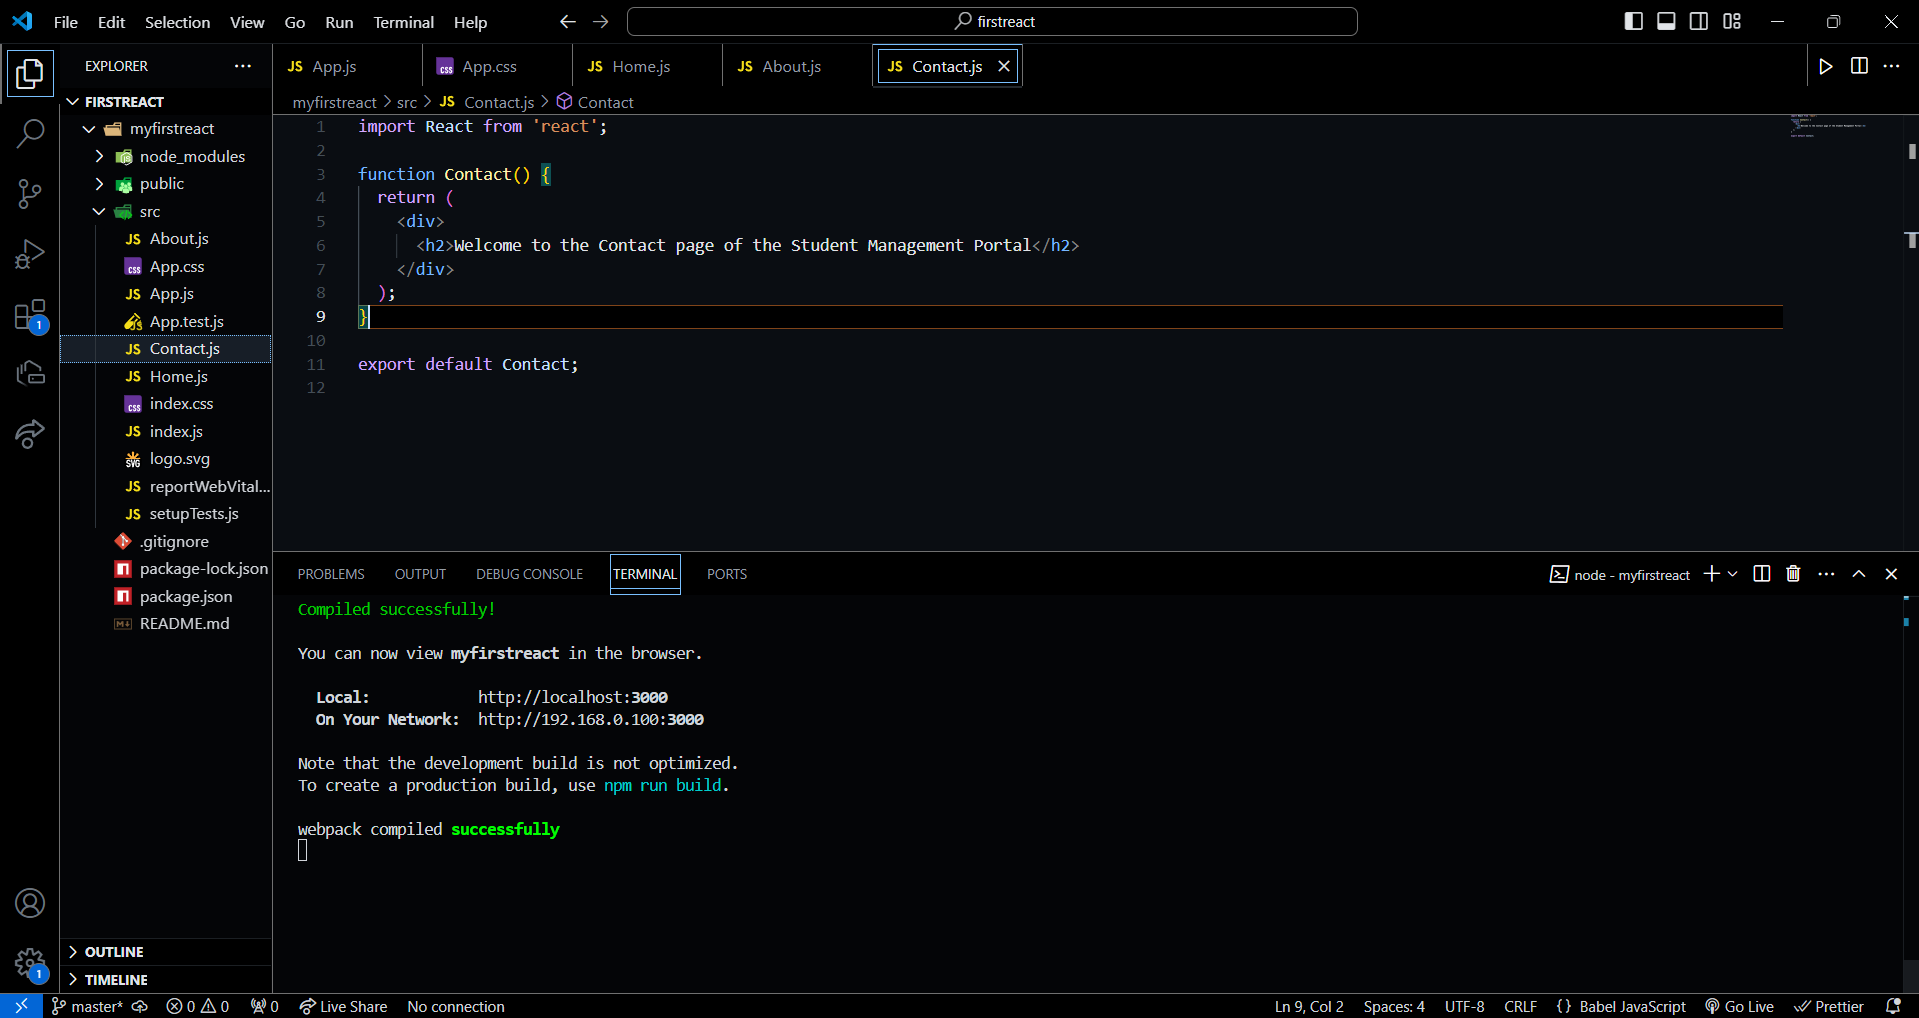 File Edit Selection View Go Run Terminal Help
firstreact
EXPLORER
JS App.js
css App.css
JS Home.js
JS About.js
JS Contact.js
FIRSTREACT
myfirstreact
node_modules
public
src
JS About.js
css App.css
JS App.js
App.test.js
JS Contact.js
JS Home.js
css index.css
JS index.js
SVG logo.svg
JS reportWebVital...
JS setupTests.js
.gitignore
package-lock.json
package.json
README.md
OUTLINE
TIMELINE
1
1
myfirstreact > src > JS Contact.js > Contact
1 import React from 'react';
2
3 function Contact() {
4 return (
5 <div>
6 <h2>Welcome to the Contact page of the Student Management Portal</h2>
7 </div>
8 );
9 }
10
11 export default Contact;
12
PROBLEMS OUTPUT DEBUG CONSOLE TERMINAL PORTS
node - myfirstreact
Compiled successfully!
You can now view myfirstreact in the browser.
Local: http://localhost:3000
On Your Network: http://192.168.0.100:3000
Note that the development build is not optimized.
To create a production build, use npm run build.
webpack compiled successfully
master* 0 0 0 Live Share No connection
Ln 9, Col 2 Spaces: 4 UTF-8 CRLF {} Babel JavaScript Go Live Prettier